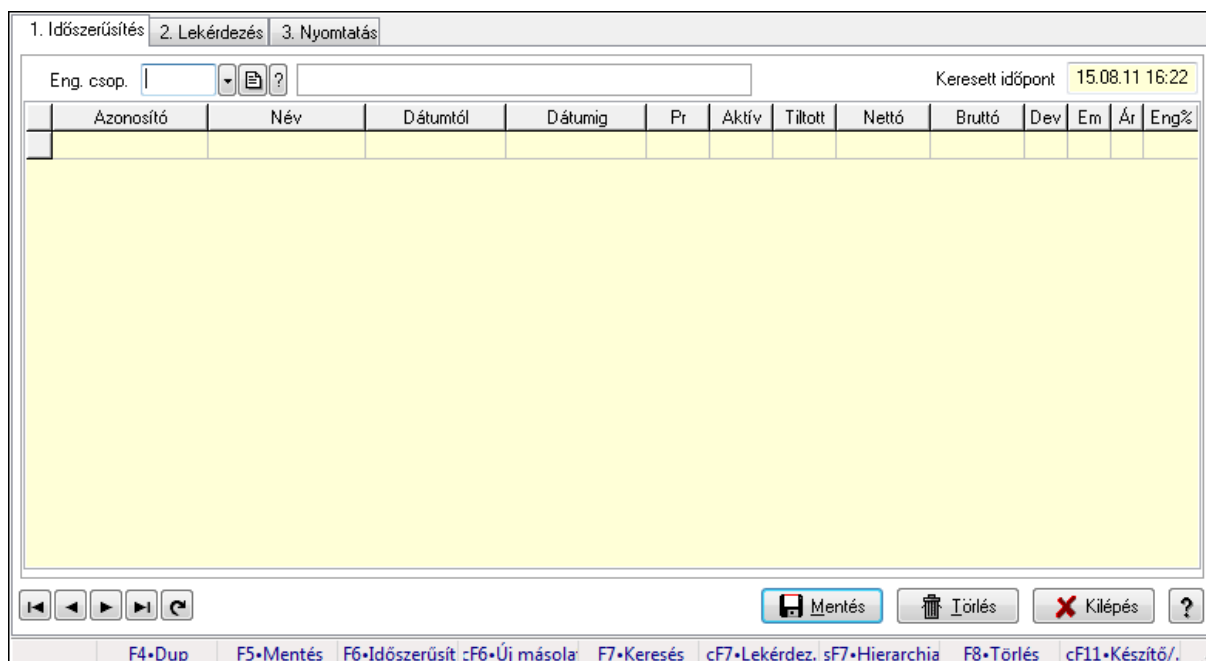 1. Időszerűsítés 2. Lekérdezés 3. Nyomtatás
Eng. csop. ? Keresett időpont 15.08.11 16:22
Azonosító Név Dátumtól Dátumig Pr Aktív Tiltott Nettó Bruttó Dev Em Ár Eng%
Mentés Törlés Kilépés ?
F4•Dup F5•Mentés F6•Időszerűsít cF6•Új másola F7•Keresés cF7•Lekérdez. sF7•Hierarchia F8•Törlés cF11•Készítő/.